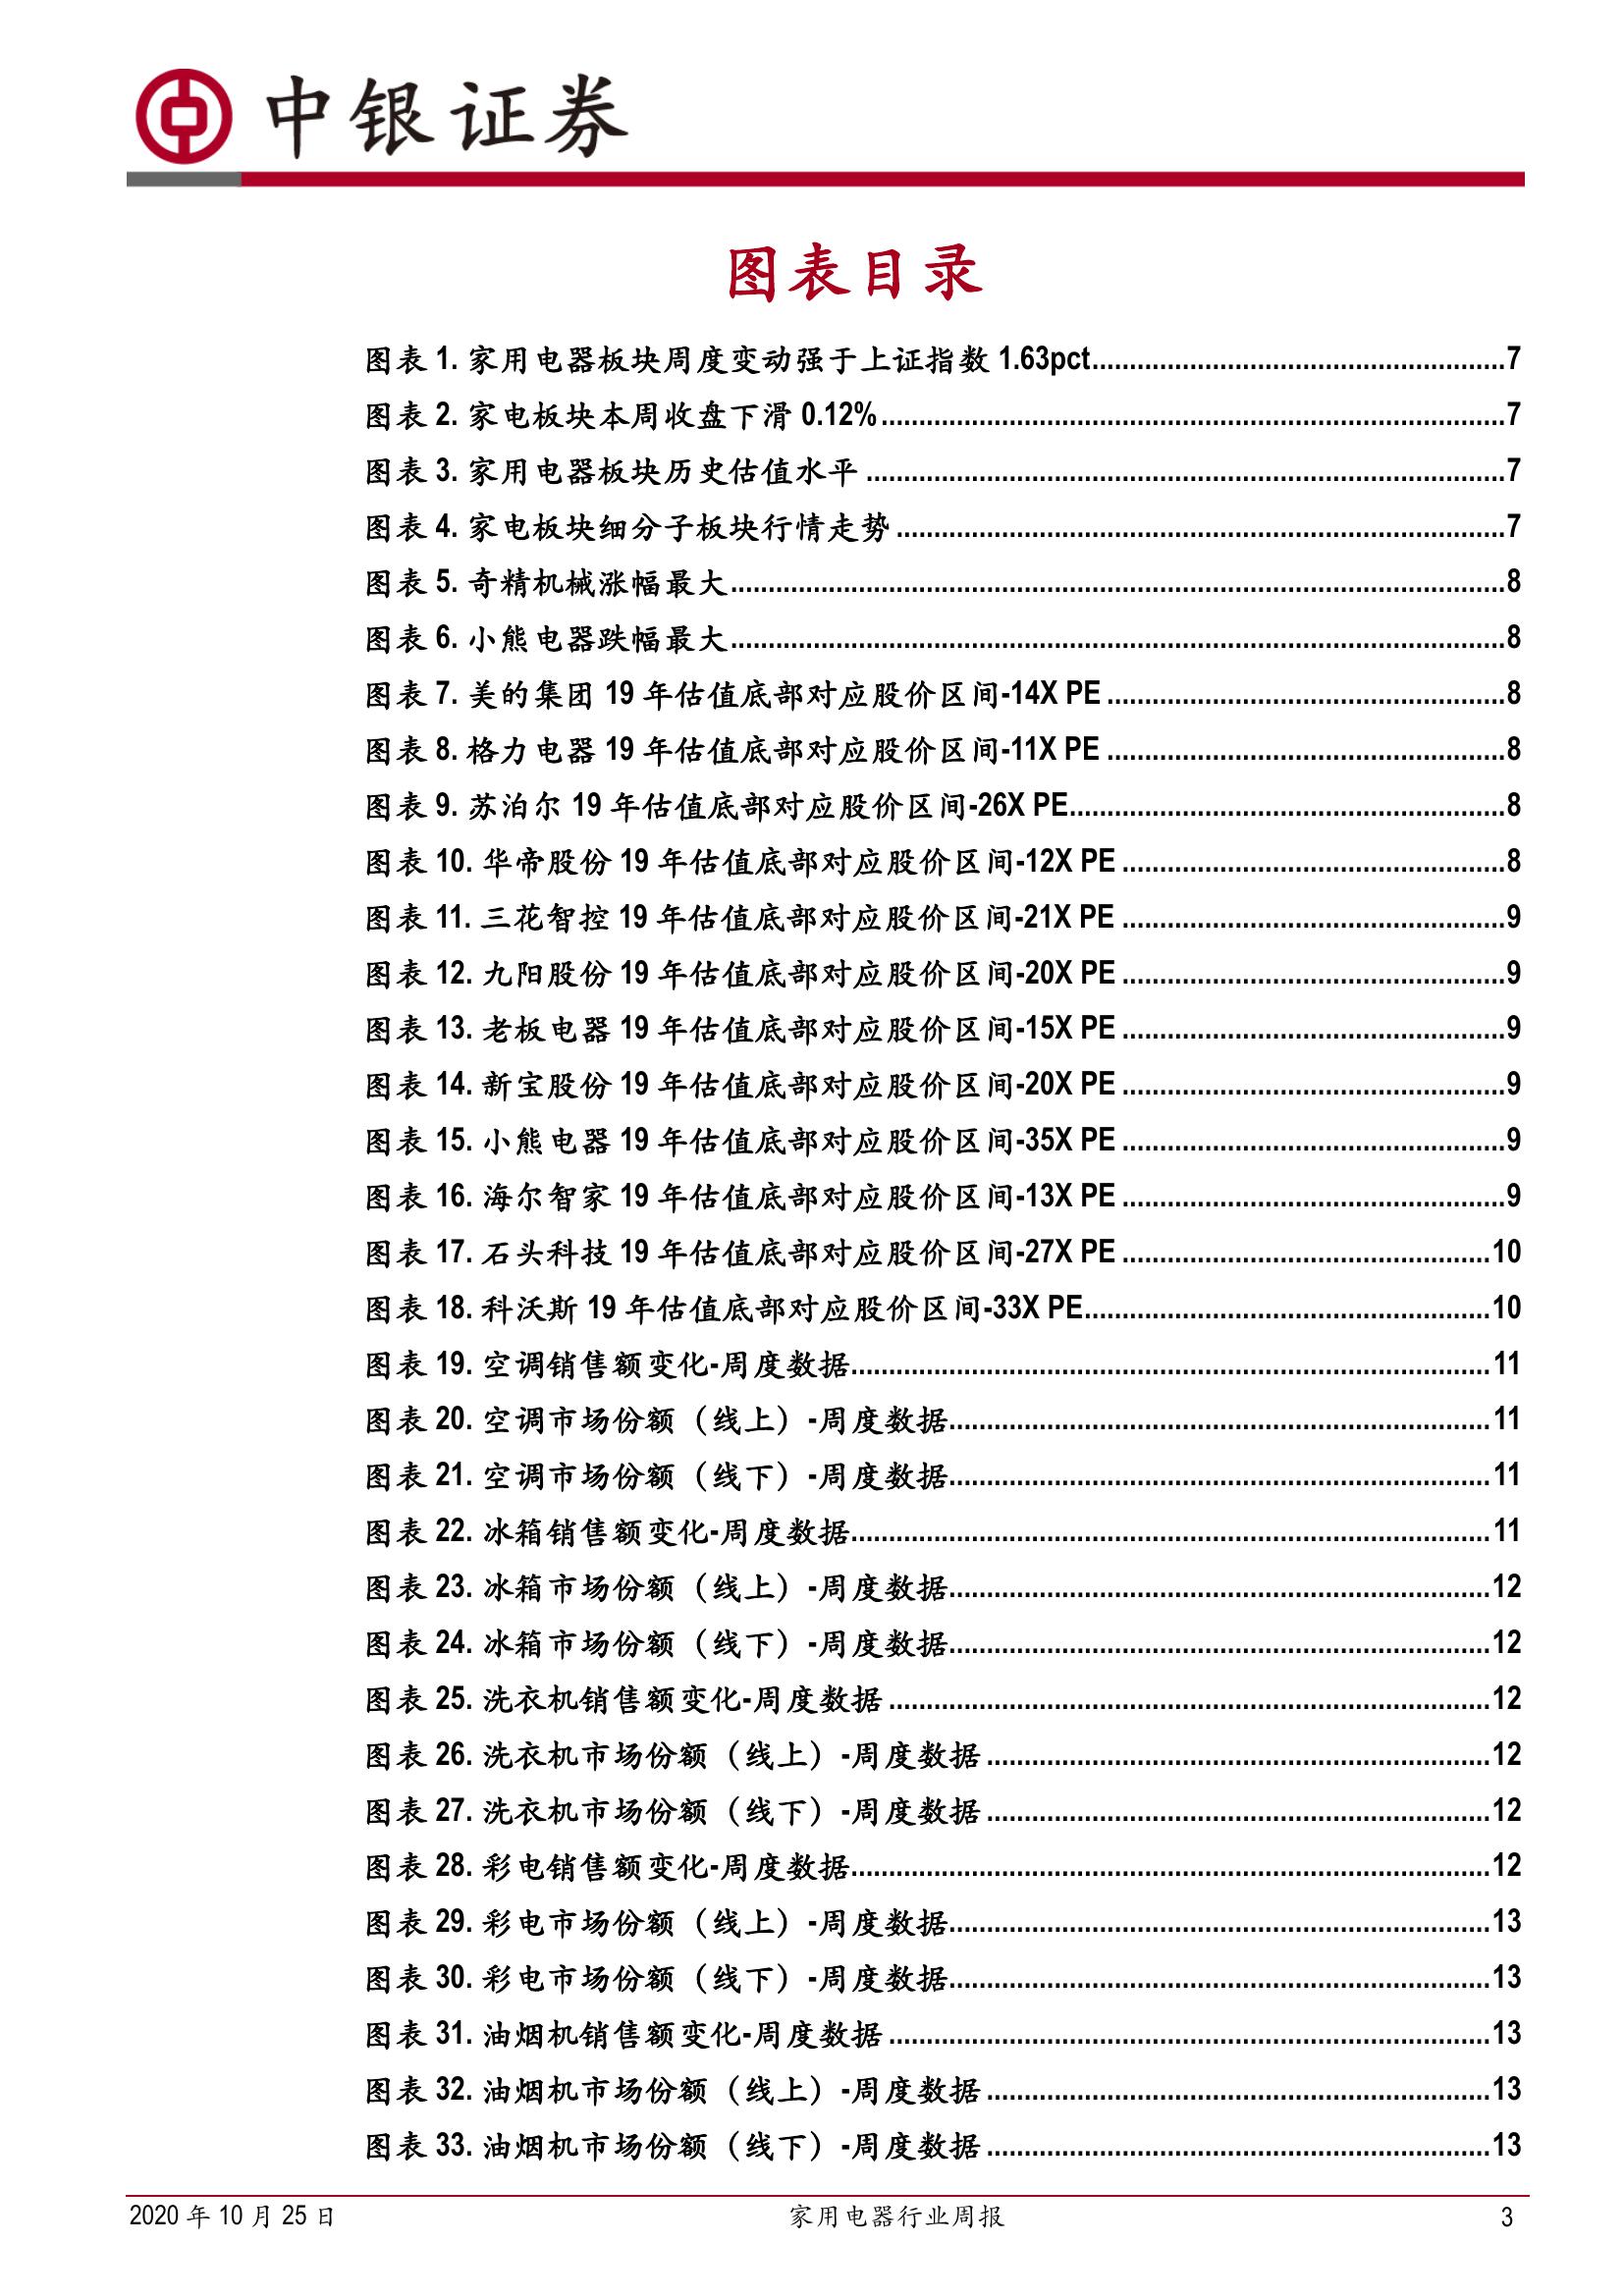 中银证券
图表目录
图表 1. 家用电器板块周度变动强于上证指数 1.63pct........................................................7
图表 2. 家电板块本周收盘下滑 0.12%....................................................................................7
图表 3. 家用电器板块历史估值水平 ......................................................................................7
图表 4. 家电板块细分子板块行情走势 ..................................................................................7
图表 5. 奇精机械涨幅最大........................................................................................................8
图表 6. 小熊电器跌幅最大........................................................................................................8
图表 7. 美的集团 19 年估值底部对应股价区间-14X PE ......................................................8
图表 8. 格力电器 19 年估值底部对应股价区间-11X PE ......................................................8
图表 9. 苏泊尔 19 年估值底部对应股价区间-26X PE...........................................................8
图表 10. 华帝股份 19 年估值底部对应股价区间-12X PE ....................................................8
图表 11. 三花智控 19 年估值底部对应股价区间-21X PE ....................................................9
图表 12. 九阳股份 19 年估值底部对应股价区间-20X PE ....................................................9
图表 13. 老板电器 19 年估值底部对应股价区间-15X PE ....................................................9
图表 14. 新宝股份 19 年估值底部对应股价区间-20X PE ....................................................9
图表 15. 小熊电器 19 年估值底部对应股价区间-35X PE ....................................................9
图表 16. 海尔智家 19 年估值底部对应股价区间-13X PE ....................................................9
图表 17. 石头科技 19 年估值底部对应股价区间-27X PE ..................................................10
图表 18. 科沃斯 19 年估值底部对应股价区间-33X PE.......................................................10
图表 19. 空调销售额变化-周度数据......................................................................................11
图表 20. 空调市场份额（线上）-周度数据.........................................................................11
图表 21. 空调市场份额（线下）-周度数据.........................................................................11
图表 22. 冰箱销售额变化-周度数据......................................................................................11
图表 23. 冰箱市场份额（线上）-周度数据.........................................................................12
图表 24. 冰箱市场份额（线下）-周度数据.........................................................................12
图表 25. 洗衣机销售额变化-周度数据 .................................................................................12
图表 26. 洗衣机市场份额（线上）-周度数据 ....................................................................12
图表 27. 洗衣机市场份额（线下）-周度数据 ....................................................................12
图表 28. 彩电销售额变化-周度数据......................................................................................12
图表 29. 彩电市场份额（线上）-周度数据.........................................................................13
图表 30. 彩电市场份额（线下）-周度数据.........................................................................13
图表 31. 油烟机销售额变化-周度数据 .................................................................................13
图表 32. 油烟机市场份额（线上）-周度数据 ....................................................................13
图表 33. 油烟机市场份额（线下）-周度数据 ....................................................................13
2020 年 10 月 25 日 家用电器行业周报 3